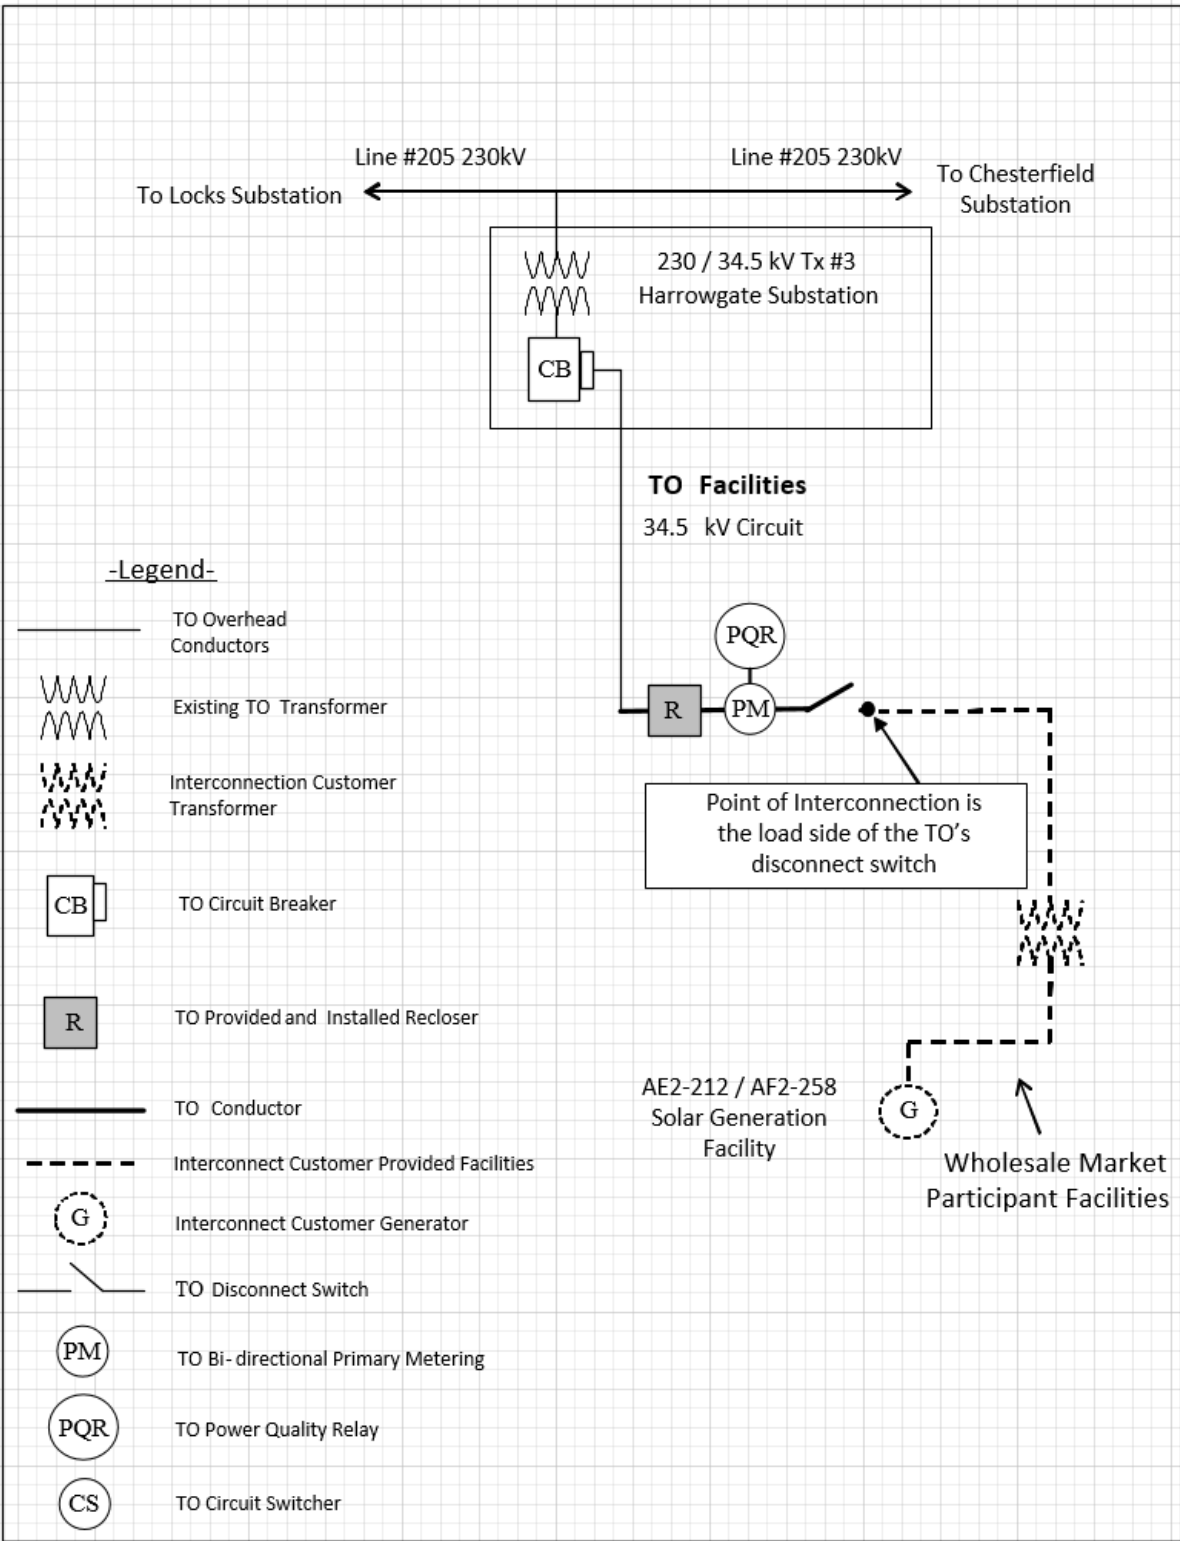 Line #205 230kV
Line #205 230kV
To Locks Substation
To Chesterfield
Substation
230 / 34.5 kV Tx #3
Harrowgate Substation
CB
TO Facilities
34.5 kV Circuit
PQR
R
PM
Point of Interconnection is
the load side of the TO's
disconnect switch
AE2-212 / AF2-258
Solar Generation
Facility
G
Wholesale Market
Participant Facilities
-Legend-
TO Overhead
Conductors
Existing TO Transformer
Interconnection Customer
Transformer
CB
TO Circuit Breaker
R
TO Provided and Installed Recloser
TO Conductor
Interconnect Customer Provided Facilities
G
Interconnect Customer Generator
TO Disconnect Switch
PM
TO Bi-directional Primary Metering
PQR
TO Power Quality Relay
CS
TO Circuit Switcher